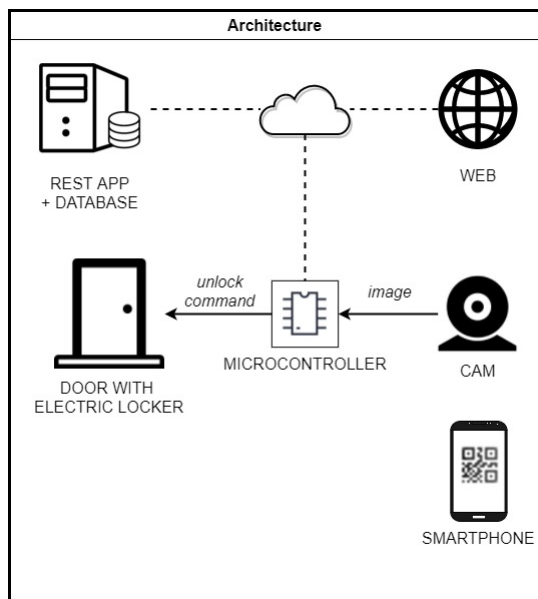 Architecture
REST APP
+ DATABASE
WEB
unlock
command
image
MICROCONTROLLER
DOOR WITH
ELECTRIC LOCKER
CAM
SMARTPHONE